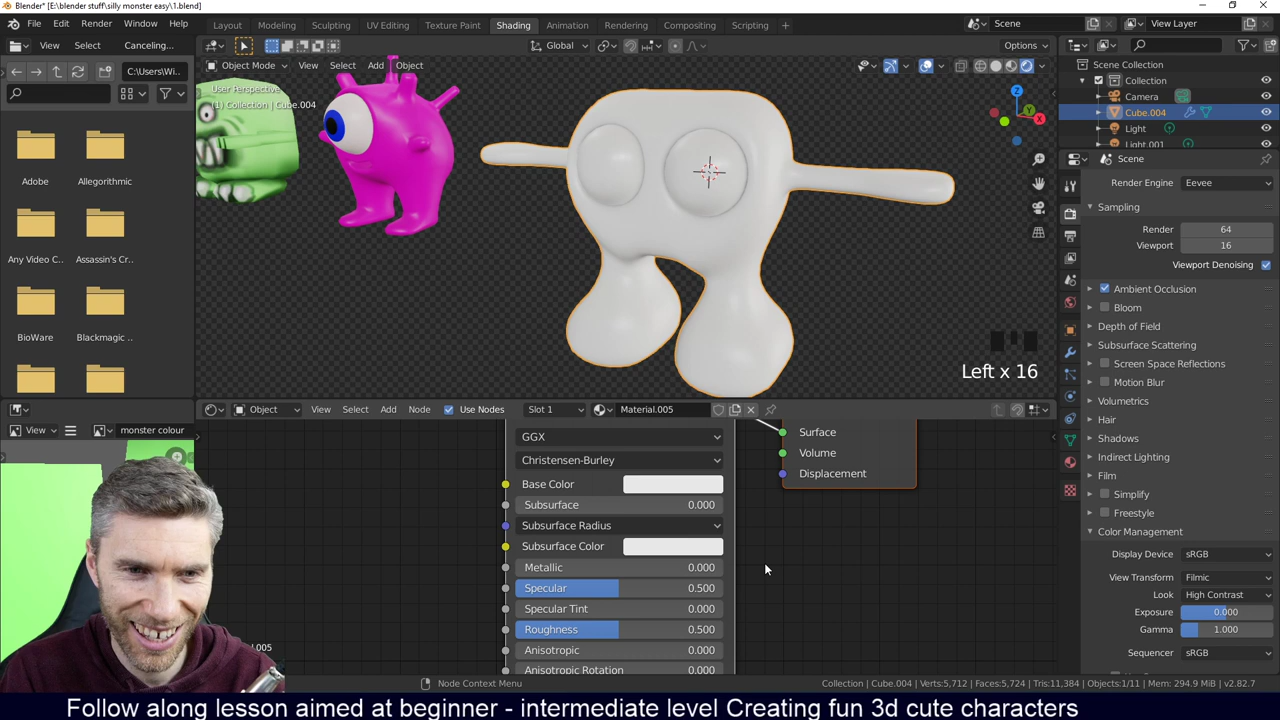 Blender* [E:\blender stuff\silly monster easy\1.blend]
File Edit Render Window Help
Layout Modeling Sculpting UV Editing Texture Paint Shading Animation Rendering Compositing Scripting +
Scene
View Layer
View Select Canceling...
Global
Options
C:\Users\Wi..
Object Mode View Select Add Object
User Perspective
(1) Collection | Cube.004
Adobe
Allegorithmic
Any Video C..
Assassin's Cr..
BioWare
Blackmagic ..
Z
X
Left x 16
Scene Collection
Collection
Camera
Cube.004
Light
Light.001
Scene
Render Engine Eevee
Sampling
Render 64
Viewport 16
Viewport Denoising
Ambient Occlusion
Bloom
Depth of Field
Subsurface Scattering
Screen Space Reflections
Motion Blur
Volumetrics
Hair
Shadows
Indirect Lighting
Film
Simplify
Freestyle
Color Management
Display Device sRGB
View Transform Filmic
Look High Contrast
Exposure 0.000
Gamma 1.000
Sequencer sRGB
Object View Select Add Node Use Nodes Slot 1 Material.005
View monster colour
GGX
Christensen-Burley
Base Color
Subsurface 0.000
Subsurface Radius
Subsurface Color
Metallic 0.000
Specular 0.500
Specular Tint 0.000
Roughness 0.500
Anisotropic 0.000
Anisotropic Rotation 0.000
Surface
Volume
Displacement
.005
Node Context Menu
Collection | Cube.004 | Verts:5,712 | Faces:5,724 | Tris:11,384 | Objects:1/11 | Mem: 294.9 MiB | v2.82.7
Follow along lesson aimed at beginner - intermediate level Creating fun 3d cute characters